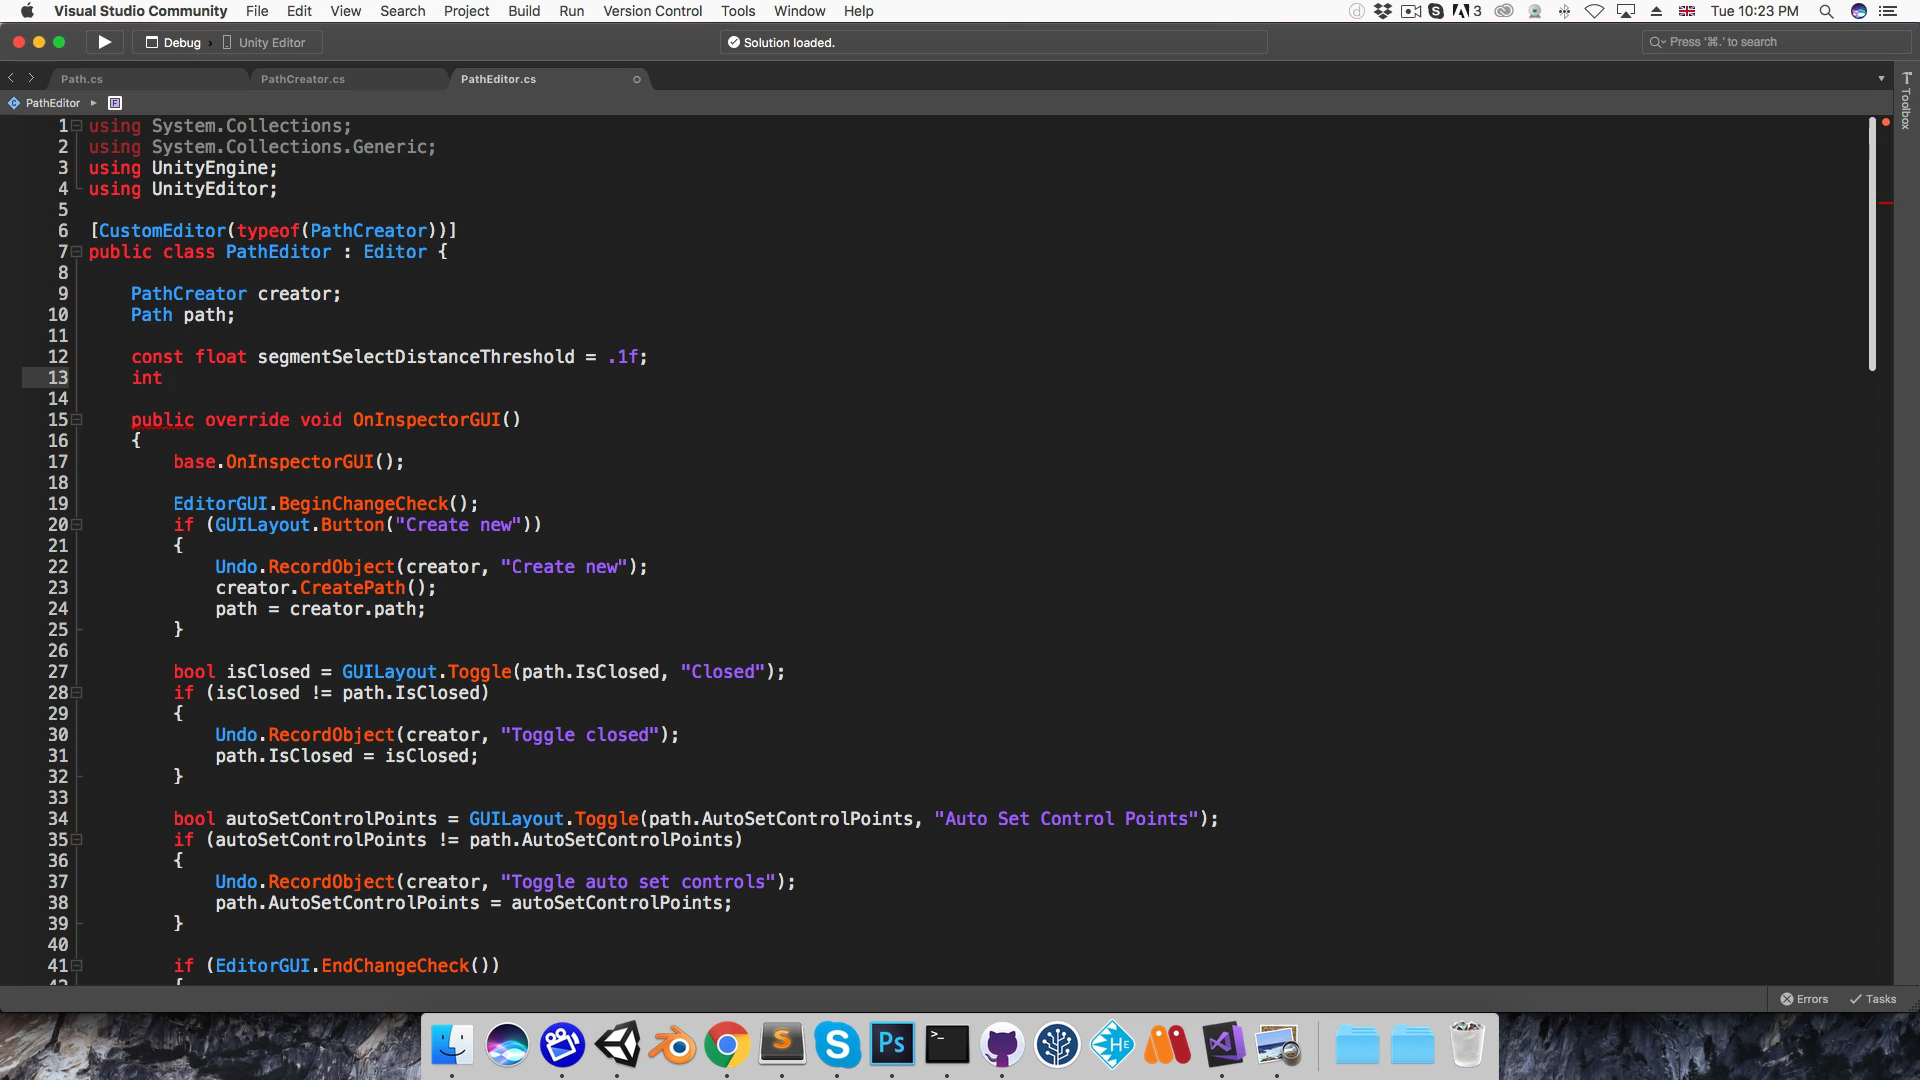 Visual Studio Community File Edit View Search Project Build Run Version Control Tools Window Help 3 Tue 10:23 PM
Debug › Unity Editor Solution loaded. Press '⌘.' to search
Path.cs PathCreator.cs PathEditor.cs
PathEditor
Toolbox
1 using System.Collections;
2 using System.Collections.Generic;
3 using UnityEngine;
4 using UnityEditor;
5
6 [CustomEditor(typeof(PathCreator))]
7 public class PathEditor : Editor {
8
9 PathCreator creator;
10 Path path;
11
12 const float segmentSelectDistanceThreshold = .1f;
13 int
14
15 public override void OnInspectorGUI()
16 {
17 base.OnInspectorGUI();
18
19 EditorGUI.BeginChangeCheck();
20 if (GUILayout.Button("Create new"))
21 {
22 Undo.RecordObject(creator, "Create new");
23 creator.CreatePath();
24 path = creator.path;
25 }
26
27 bool isClosed = GUILayout.Toggle(path.IsClosed, "Closed");
28 if (isClosed != path.IsClosed)
29 {
30 Undo.RecordObject(creator, "Toggle closed");
31 path.IsClosed = isClosed;
32 }
33
34 bool autoSetControlPoints = GUILayout.Toggle(path.AutoSetControlPoints, "Auto Set Control Points");
35 if (autoSetControlPoints != path.AutoSetControlPoints)
36 {
37 Undo.RecordObject(creator, "Toggle auto set controls");
38 path.AutoSetControlPoints = autoSetControlPoints;
39 }
40
41 if (EditorGUI.EndChangeCheck())
42 {
Errors Tasks
S S Ps >_ HE